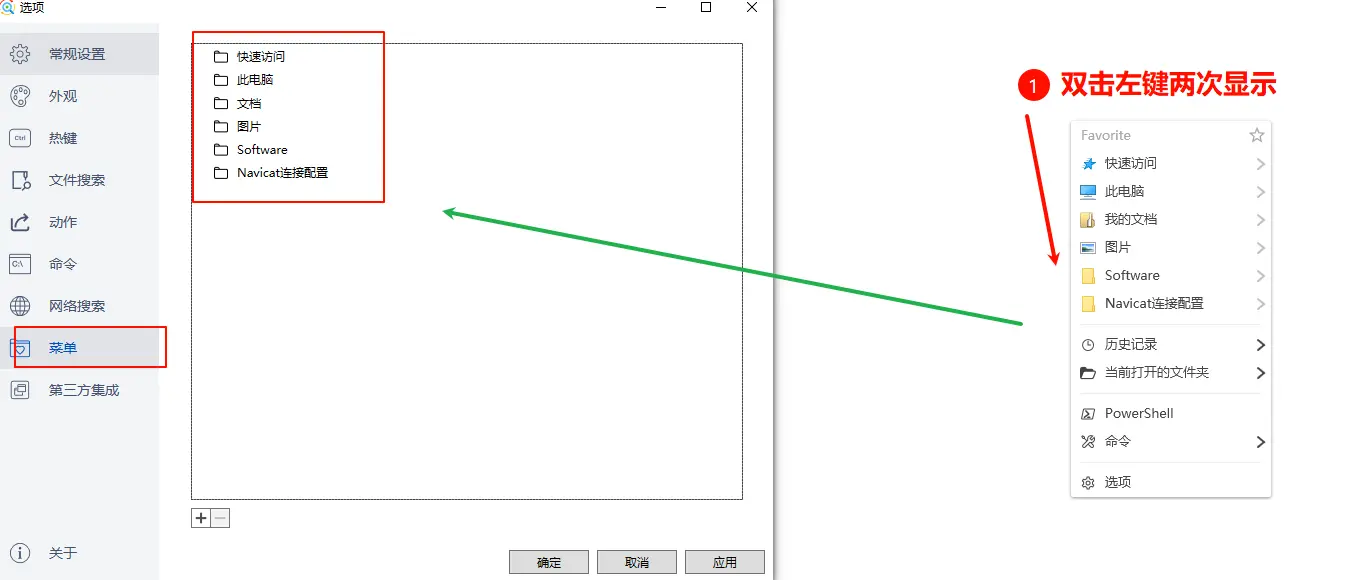 选项
常规设置
外观
Ctrl
热键
文件搜索
动作
C:\
命令
网络搜索
菜单
第三方集成
关于
快速访问
此电脑
文档
图片
Software
Navicat连接配置
确定
取消
应用
1 双击左键两次显示
Favorite
快速访问
此电脑
我的文档
图片
Software
Navicat连接配置
历史记录
当前打开的文件夹
PowerShell
命令
选项